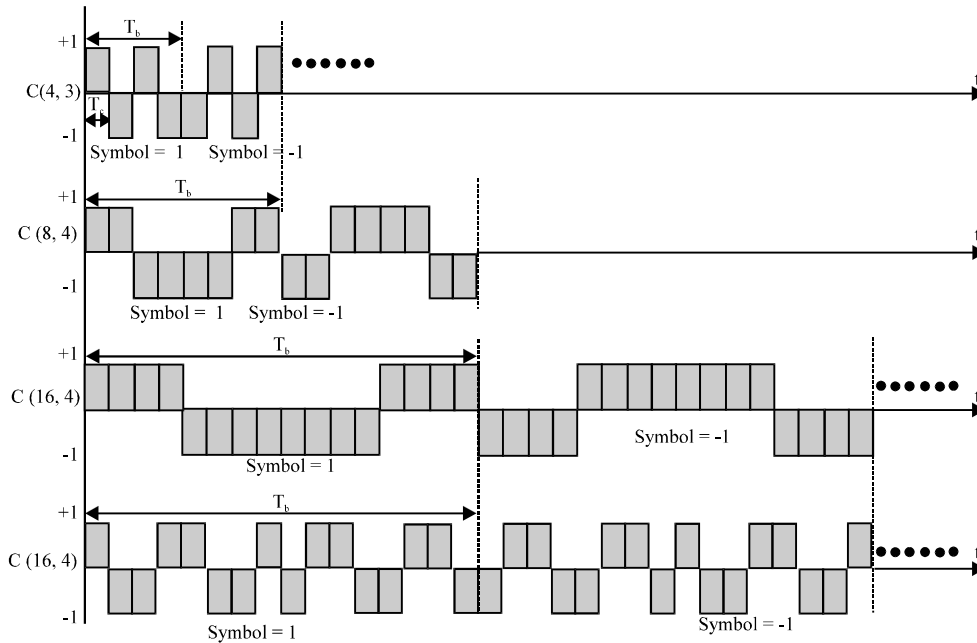 +1
T_b
C(4, 3)
t
T_c
-1
Symbol = 1 Symbol = -1
+1
T_b
C (8, 4)
t
-1
Symbol = 1 Symbol = -1
+1
T_b
C (16, 4)
t
-1
Symbol = 1
Symbol = -1
+1
T_b
C (16, 4)
t
-1
Symbol = 1
Symbol = -1